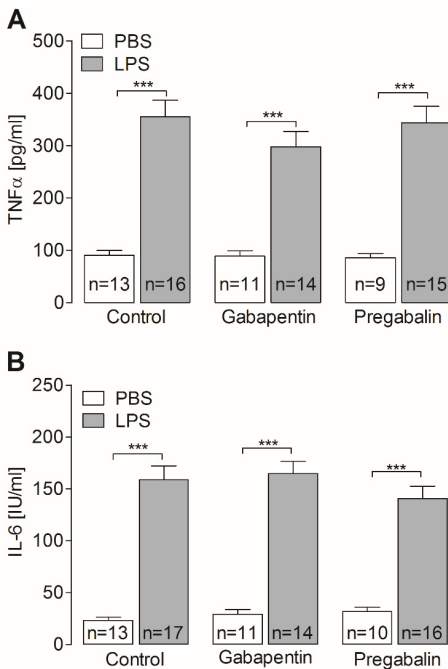 A
500
400
300
200
100
0
TNFα [pg/ml]
PBS
LPS
***
***
***
n=13 n=16 n=11 n=14 n=9 n=15
Control Gabapentin Pregabalin
B
250
200
150
100
50
0
IL-6 [IU/ml]
PBS
LPS
***
***
***
n=13 n=17 n=11 n=14 n=10 n=16
Control Gabapentin Pregabalin